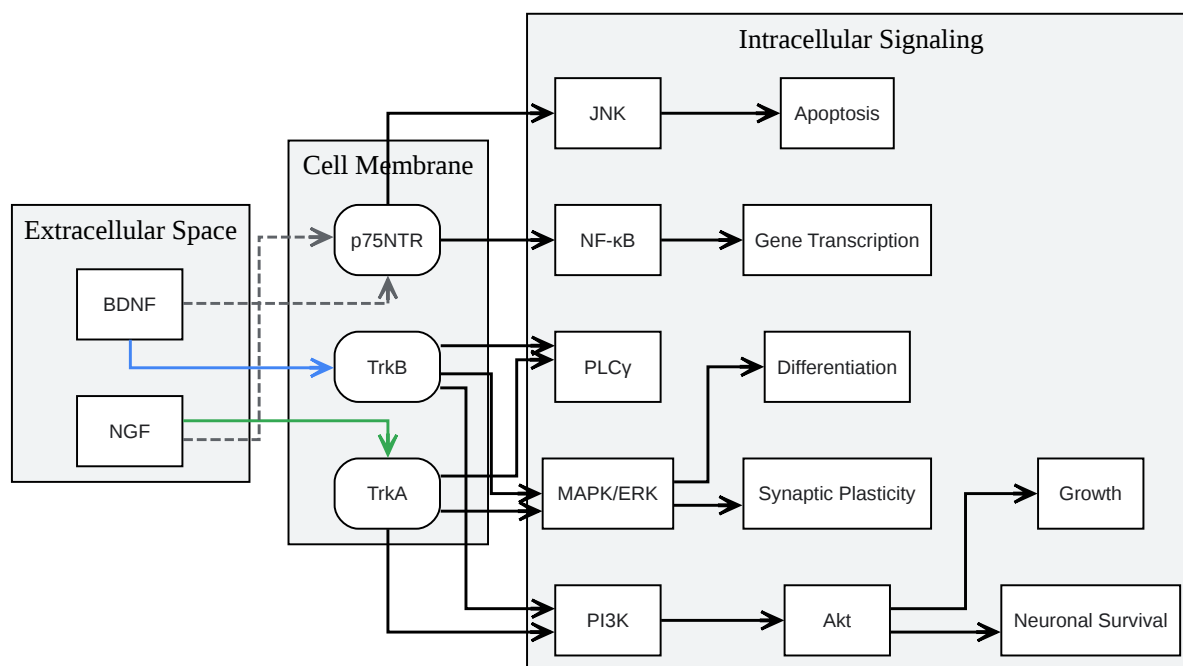 Intracellular Signaling
JNK
Apoptosis
Cell Membrane
Extracellular Space
p75NTR
NF-κB
Gene Transcription
BDNF
TrkB
PLCγ
Differentiation
NGF
TrkA
MAPK/ERK
Synaptic Plasticity
Growth
PI3K
Akt
Neuronal Survival